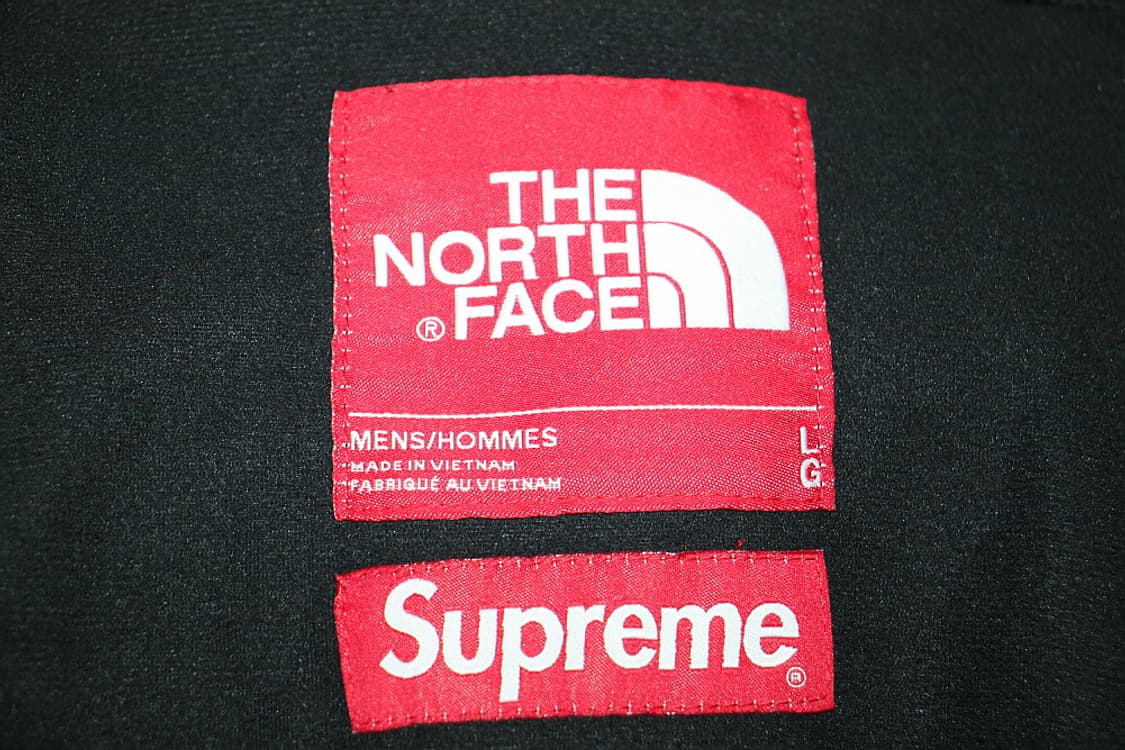 THE
NORTH
® FACE
MENS/HOMMES
MADE IN VIETNAM
FABRIQUÉ AU VIETNAM
L
G
Supreme
®